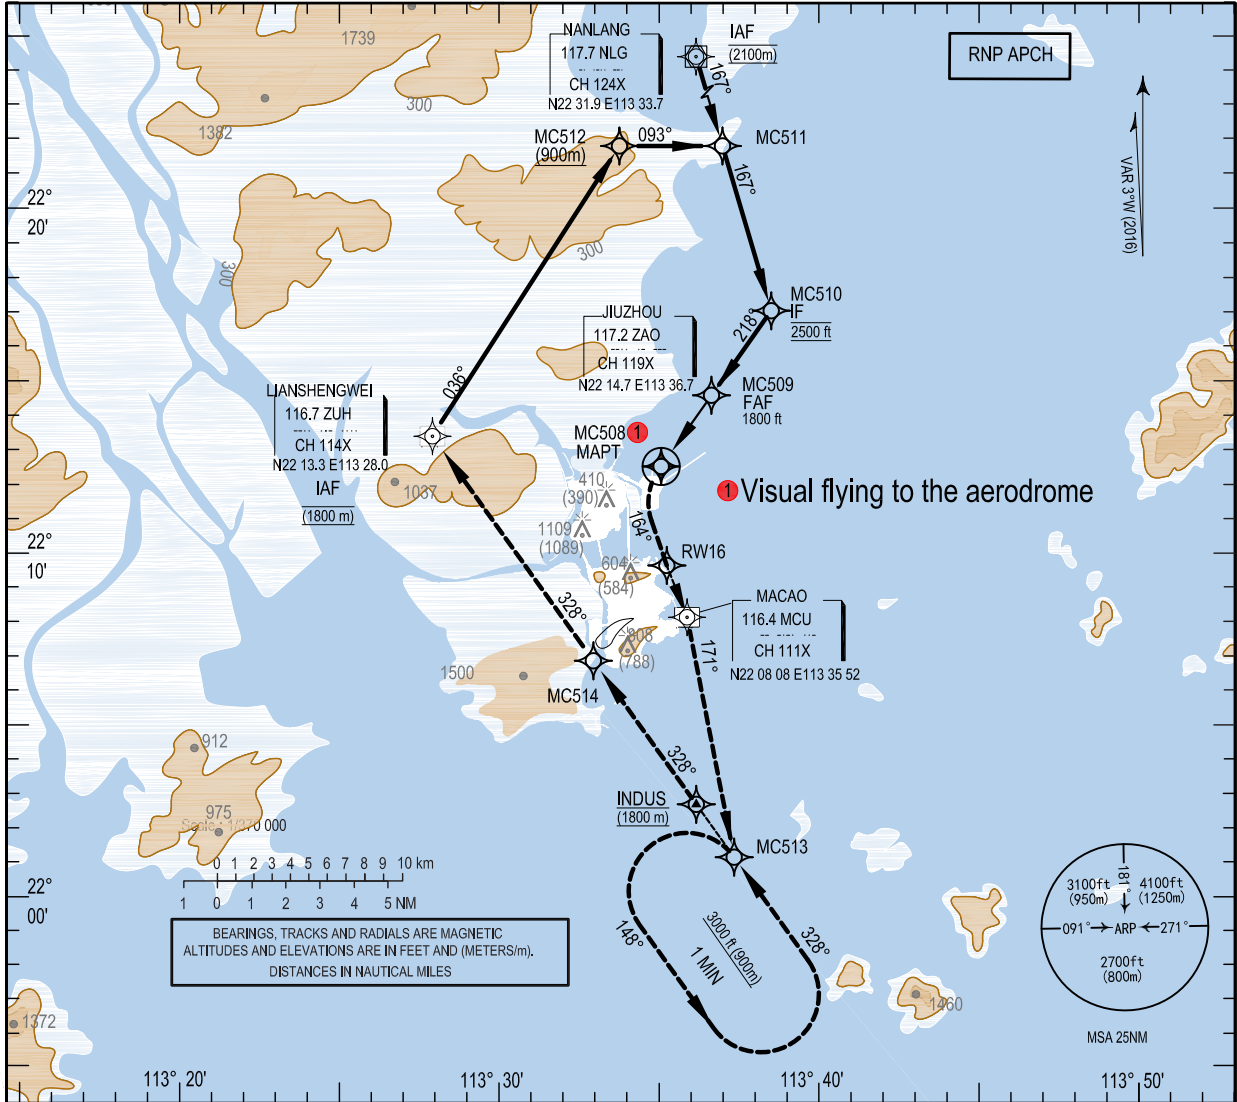 1739
NANLANG
117.7 NLG
CH 124X
N22 31.9 E113 33.7
IAF
(2100m)
RNP APCH
300
1382
167°
MC512
(900m)
093°
MC511
VAR 3°W (2016)
167°
22°
20'
300
300
JIUZHOU
117.2 ZAO
CH 119X
N22 14,7 E113 36.7
MC510
IF
2500 ft
218°
MC509
FAF
1800 ft
036°
LIANSHENGWEI
116.7 ZUH
CH 114X
N22 13.3 E113 28.0
IAF
(1800 m)
MC508 1
MAPT
1037
410
(390)
1 Visual flying to the aerodrome
1109
(1089)
164°
RW16
22°
10'
604
(584)
MACAO
116.4 MCU
CH 111X
N22 08 08 E113 35 52
328°
808
(788)
171°
1500
MC514
912
328°
INDUS
(1800 m)
975
Scale : 1/370 000
MC513
0 1 2 3 4 5 6 7 8 9 10 km
1 0 1 2 3 4 5 NM
22°
00'
BEARINGS, TRACKS AND RADIALS ARE MAGNETIC
ALTITUDES AND ELEVATIONS ARE IN FEET AND (METERS/m).
DISTANCES IN NAUTICAL MILES
148°
3000 ft (900m)
1 MIN
328°
181°
3100ft
(950m)
4100ft
(1250m)
091° ARP 271°
2700ft
(800m)
MSA 25NM
1460
1372
113° 20'
113° 30'
113° 40'
113° 50'